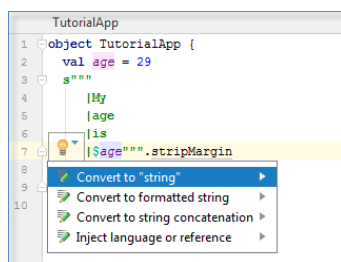 TutorialApp
1 object TutorialApp {
2 val age = 29
3 s"""
4 |My
5 |age
6 |is
7 |$age""".stripMargin
8 Convert to "string"
9 Convert to formatted string
10 Convert to string concatenation
Inject language or reference